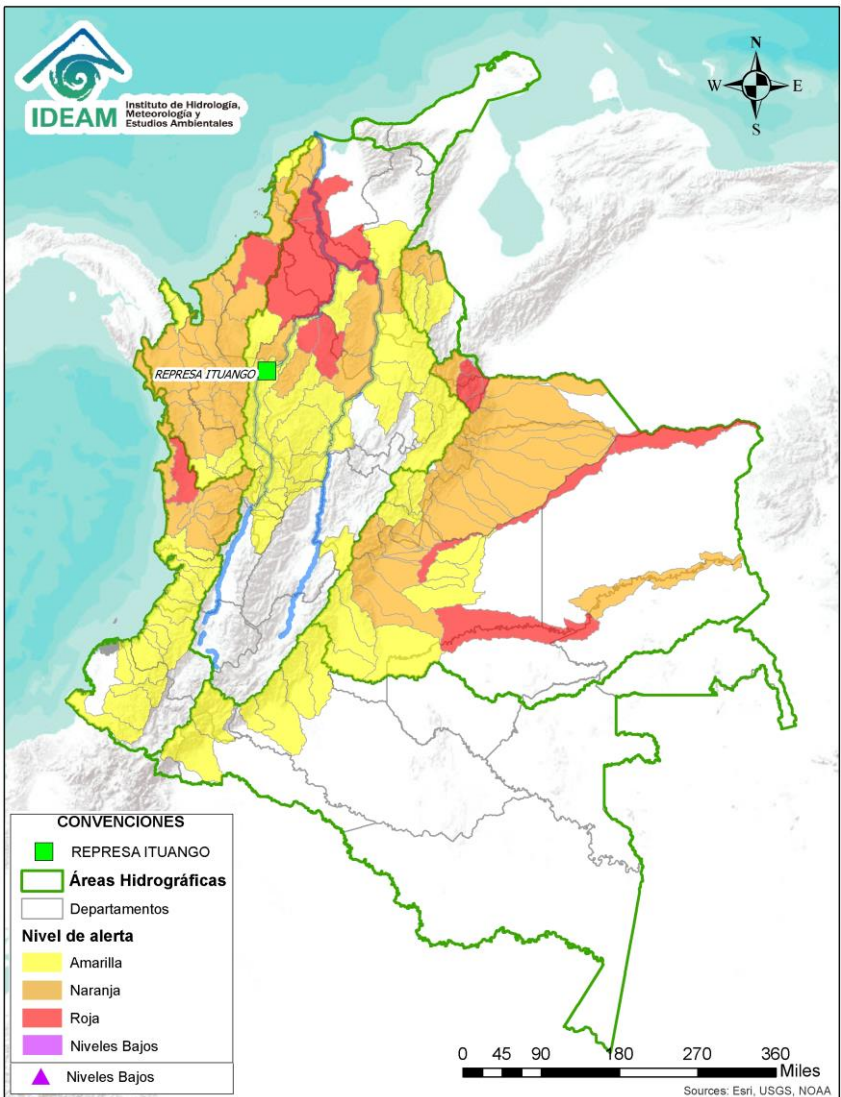 IDEAM
Instituto de Hidrología,
Meteorología y
Estudios Ambientales
N
W
E
S
REPRESA ITUANGO
CONVENCIONES
REPRESA ITUANGO
Áreas Hidrográficas
Departamentos
Nivel de alerta
Amarilla
Naranja
Roja
Niveles Bajos
Niveles Bajos
0 45 90 180 270 360
Miles
Sources: Esri, USGS, NOAA